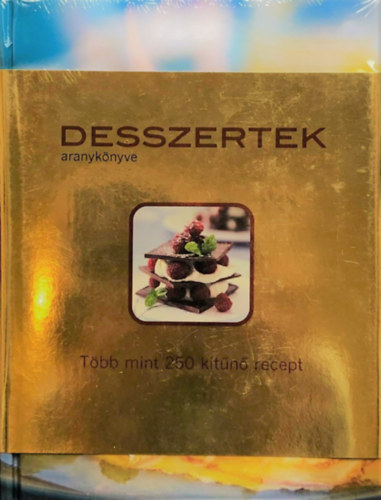 DESSZERTEK
aranykönyve
Több mint 250 kitűnő recept